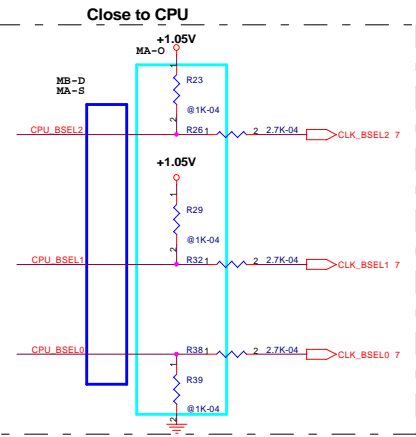 Close to CPU
+1.05V
MA-O
1
R23
MB-D
MA-S
@1K-04
2
CPU_BSEL2
R26 1
2 2.7K-04
CLK_BSEL2 7
+1.05V
1
R29
@1K-04
2
CPU_BSEL1
R32 1
2 2.7K-04
CLK_BSEL1 7
CPU_BSEL0
R38 1
2 2.7K-04
CLK_BSEL0 7
1
R39
@1K-04
2